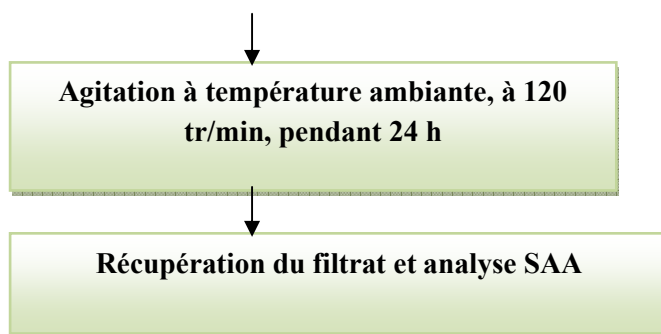 Agitation à température ambiante, à 120
tr/min, pendant 24 h
Récupération du filtrat et analyse SAA